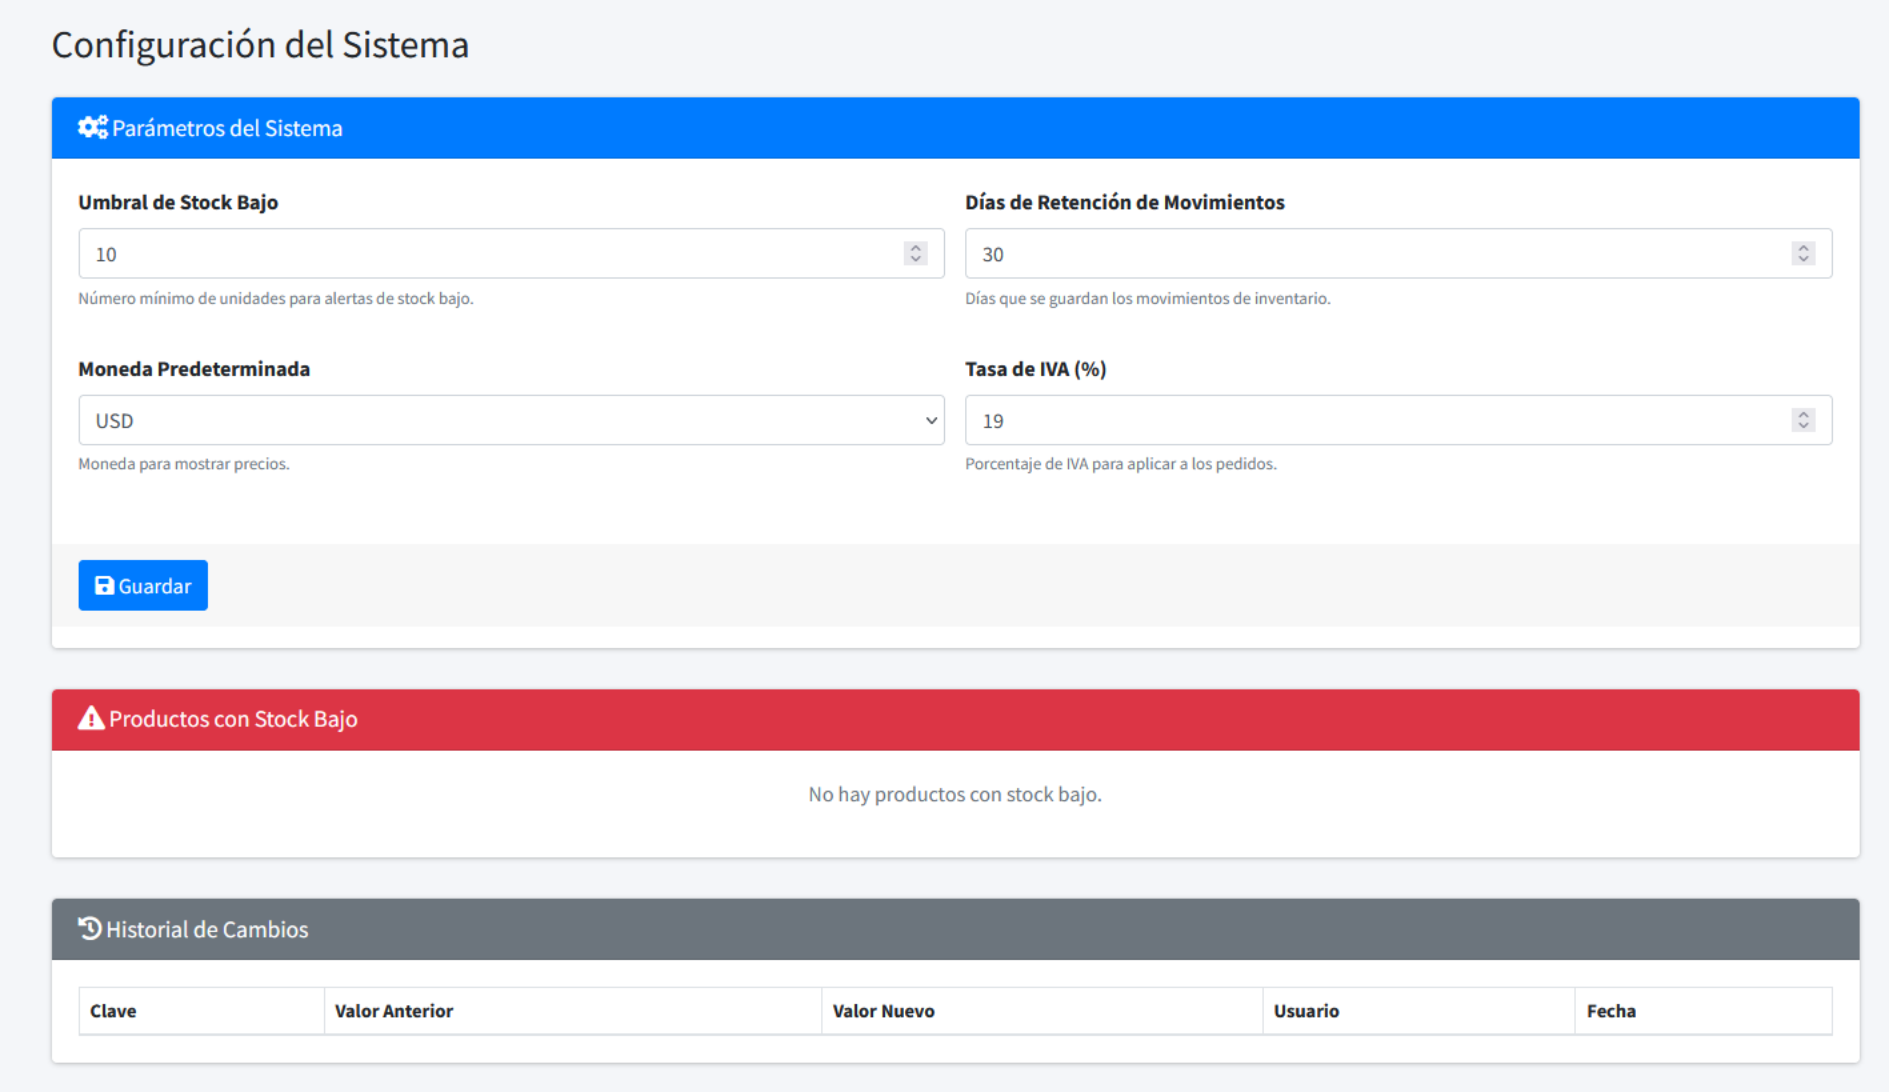 Configuración del Sistema
Parámetros del Sistema
Umbral de Stock Bajo
10
Número mínimo de unidades para alertas de stock bajo.
Días de Retención de Movimientos
30
Días que se guardan los movimientos de inventario.
Moneda Predeterminada
USD
Moneda para mostrar precios.
Tasa de IVA (%)
19
Porcentaje de IVA para aplicar a los pedidos.
Guardar
Productos con Stock Bajo
No hay productos con stock bajo.
Historial de Cambios
Clave Valor Anterior Valor Nuevo Usuario Fecha